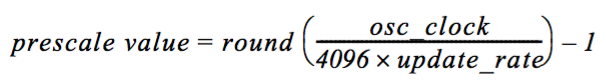 prescale value = round (osc_clock / 4096 × update_rate) – 1